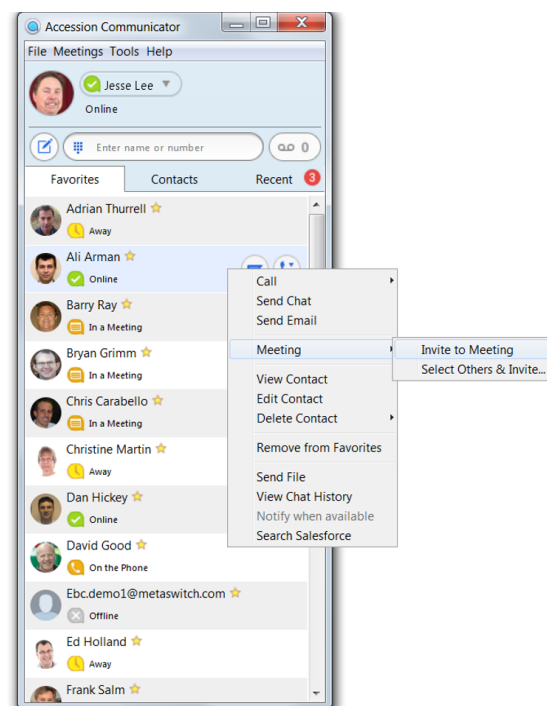 Accession Communicator
File Meetings Tools Help
Jesse Lee
Online
Enter name or number
0
Favorites Contacts Recent 3
Adrian Thurrell
Away
Ali Arman
Online
Barry Ray
In a Meeting
Bryan Grimm
In a Meeting
Chris Carabello
In a Meeting
Christine Martin
Away
Dan Hickey
Online
David Good
On the Phone
Ebc.demo1@metaswitch.com
Offline
Ed Holland
Away
Frank Salm
Call
Send Chat
Send Email
Meeting
View Contact
Edit Contact
Delete Contact
Remove from Favorites
Send File
View Chat History
Notify when available
Search Salesforce
Invite to Meeting
Select Others & Invite...